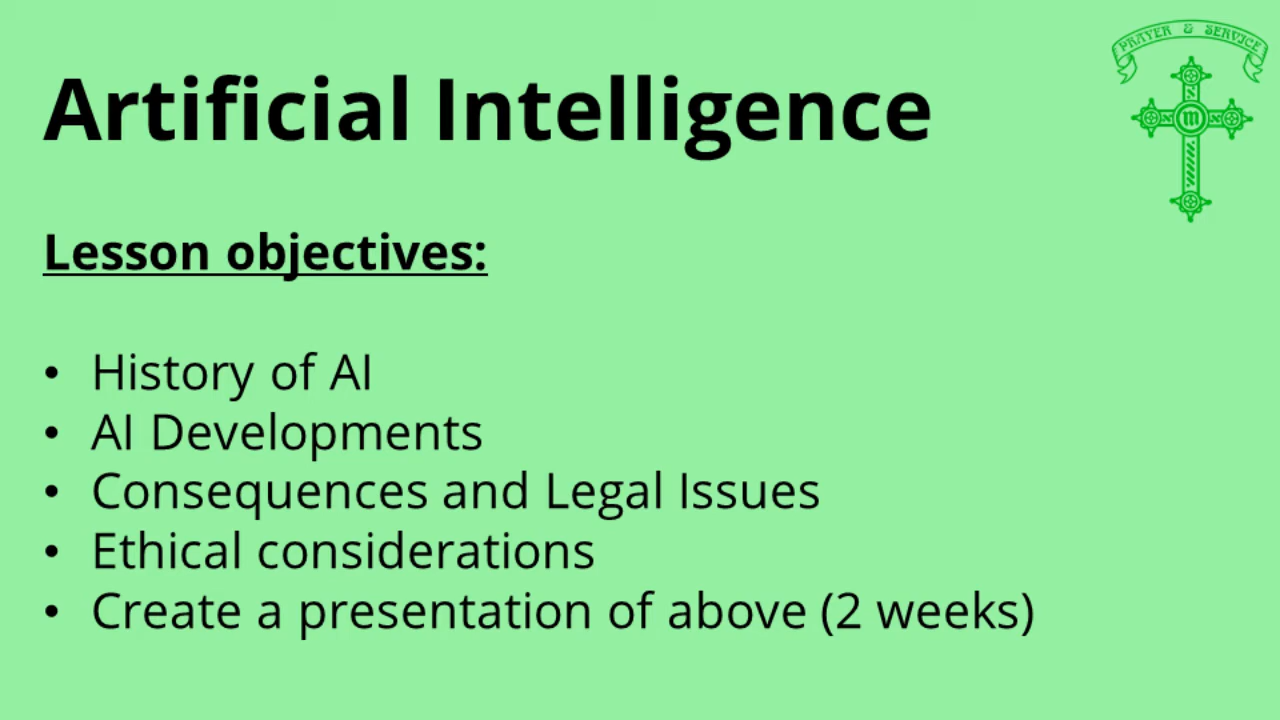 PRAYER & SERVICE
Artificial Intelligence
m
Lesson objectives:
• History of AI
• AI Developments
• Consequences and Legal Issues
• Ethical considerations
• Create a presentation of above (2 weeks)